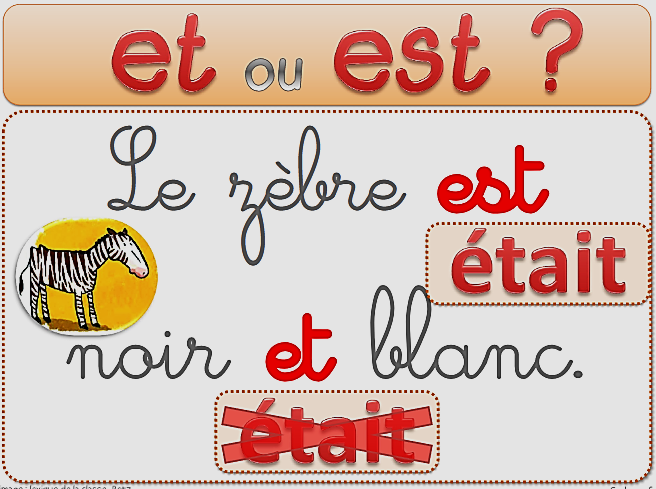 et ou est ?
Le zèbre est
était
noir et blanc.
était